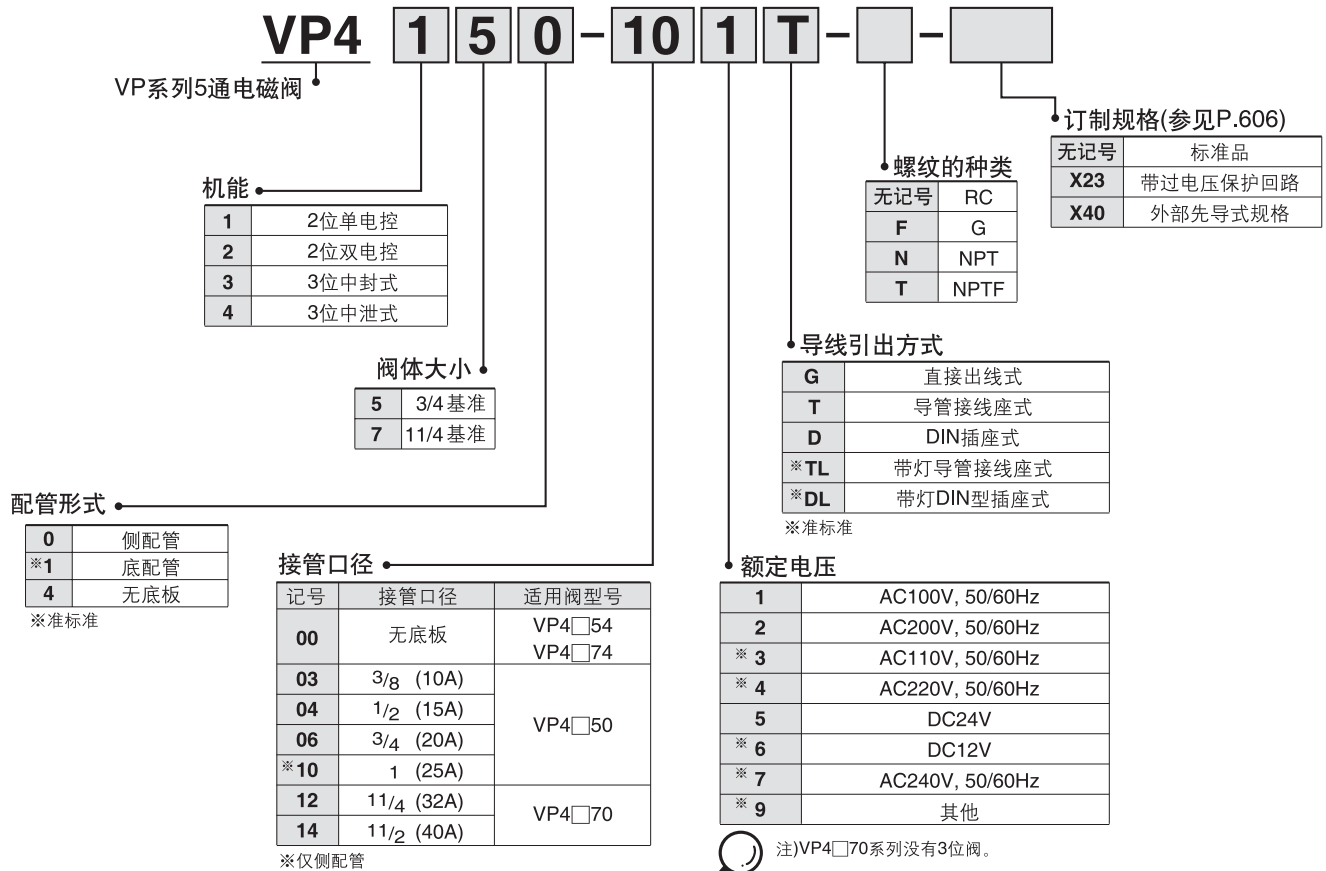 VP4 1 5 0 - 10 1 T - -
VP系列5通电磁阀
机能
1 2位单电控
2 2位双电控
3 3位中封式
4 3位中泄式
阀体大小
5 3/4基准
7 11/4基准
配管形式
0 侧配管
※1 底配管
4 无底板
※准标准
接管口径
记号 接管口径 适用阀型号
00 无底板 VP4□54
VP4□74
03 3/8 (10A)
04 1/2 (15A)
06 3/4 (20A)
VP4□50
※10 1 (25A)
12 11/4 (32A)
14 11/2 (40A)
VP4□70
※仅侧配管
订制规格(参见P.606)
无记号 标准品
X23 带过电压保护回路
X40 外部先导式规格
螺纹的种类
无记号 RC
F G
N NPT
T NPTF
导线引出方式
G 直接出线式
T 导管接线座式
D DIN插座式
※TL 带灯导管接线座式
※DL 带灯DIN型插座式
※准标准
额定电压
1 AC100V, 50/60Hz
2 AC200V, 50/60Hz
※ 3 AC110V, 50/60Hz
※ 4 AC220V, 50/60Hz
5 DC24V
※ 6 DC12V
※ 7 AC240V, 50/60Hz
※ 9 其他
注)VP4□70系列没有3位阀。